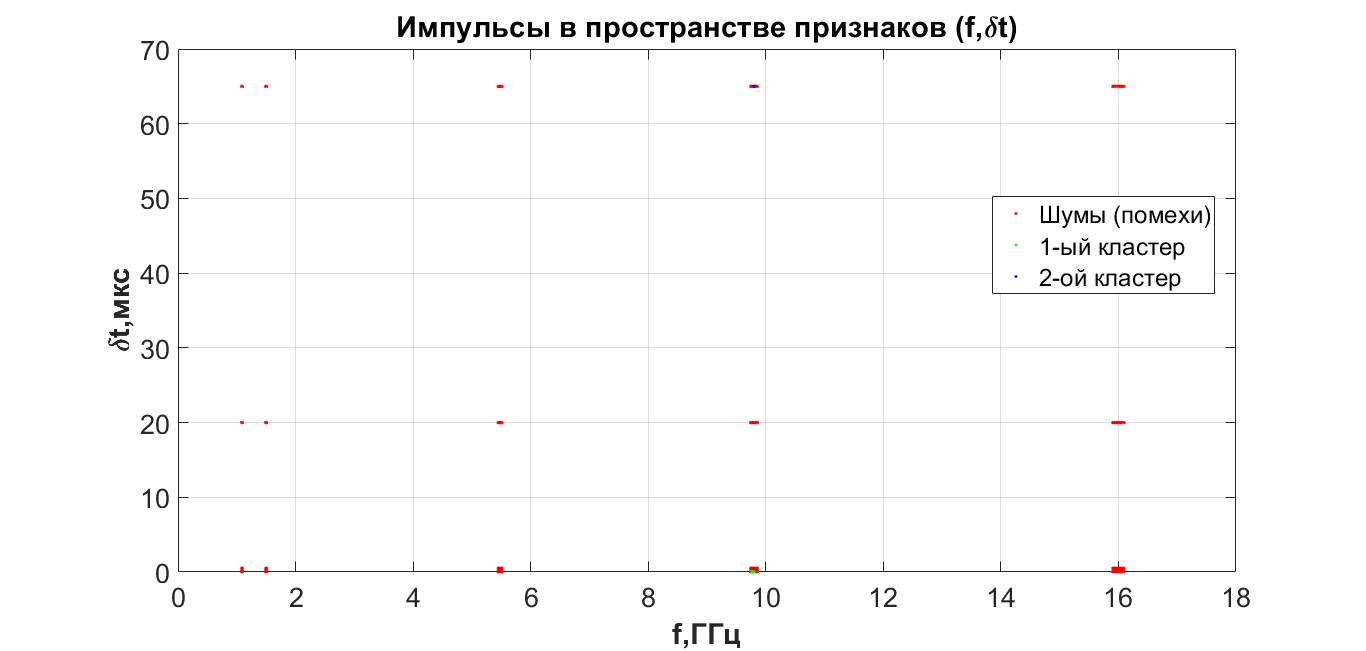 Импульсы в пространстве признаков (f,δt)
70
60
50
40
30
20
10
0
δt,мкс
Шумы (помехи)
1-ый кластер
2-ой кластер
0 2 4 6 8 10 12 14 16 18
f,ГГц